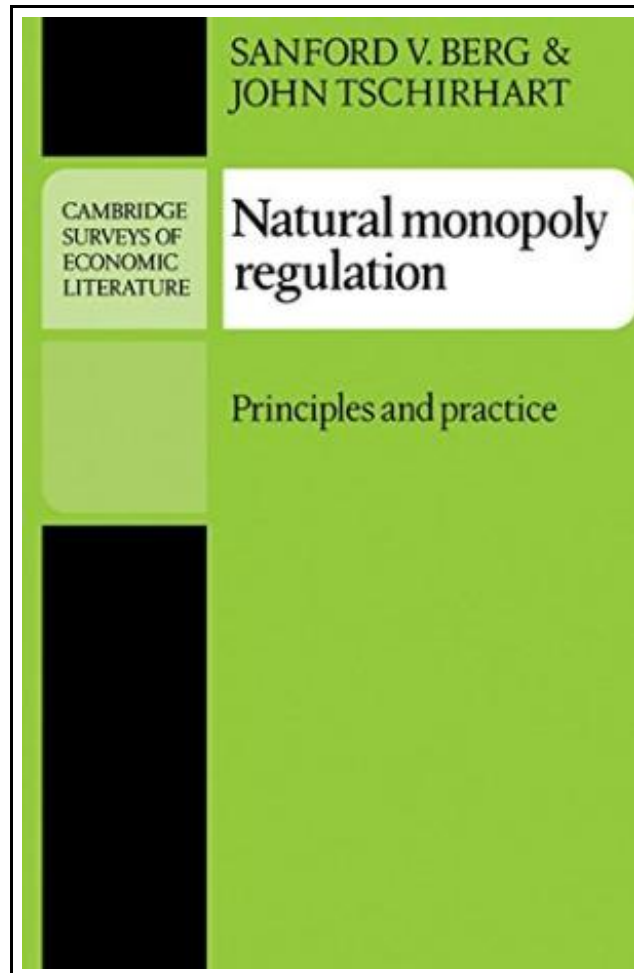 SANFORD V. BERG &
JOHN TSCHIRHART
CAMBRIDGE
SURVEYS OF
ECONOMIC
LITERATURE
Natural monopoly
regulation
Principles and practice